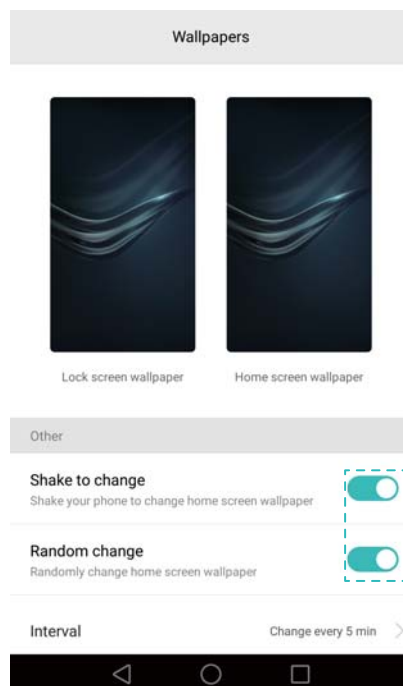 Wallpapers
Lock screen wallpaper
Home screen wallpaper
Other
Shake to change
Shake your phone to change home screen wallpaper
Random change
Randomly change home screen wallpaper
Interval Change every 5 min